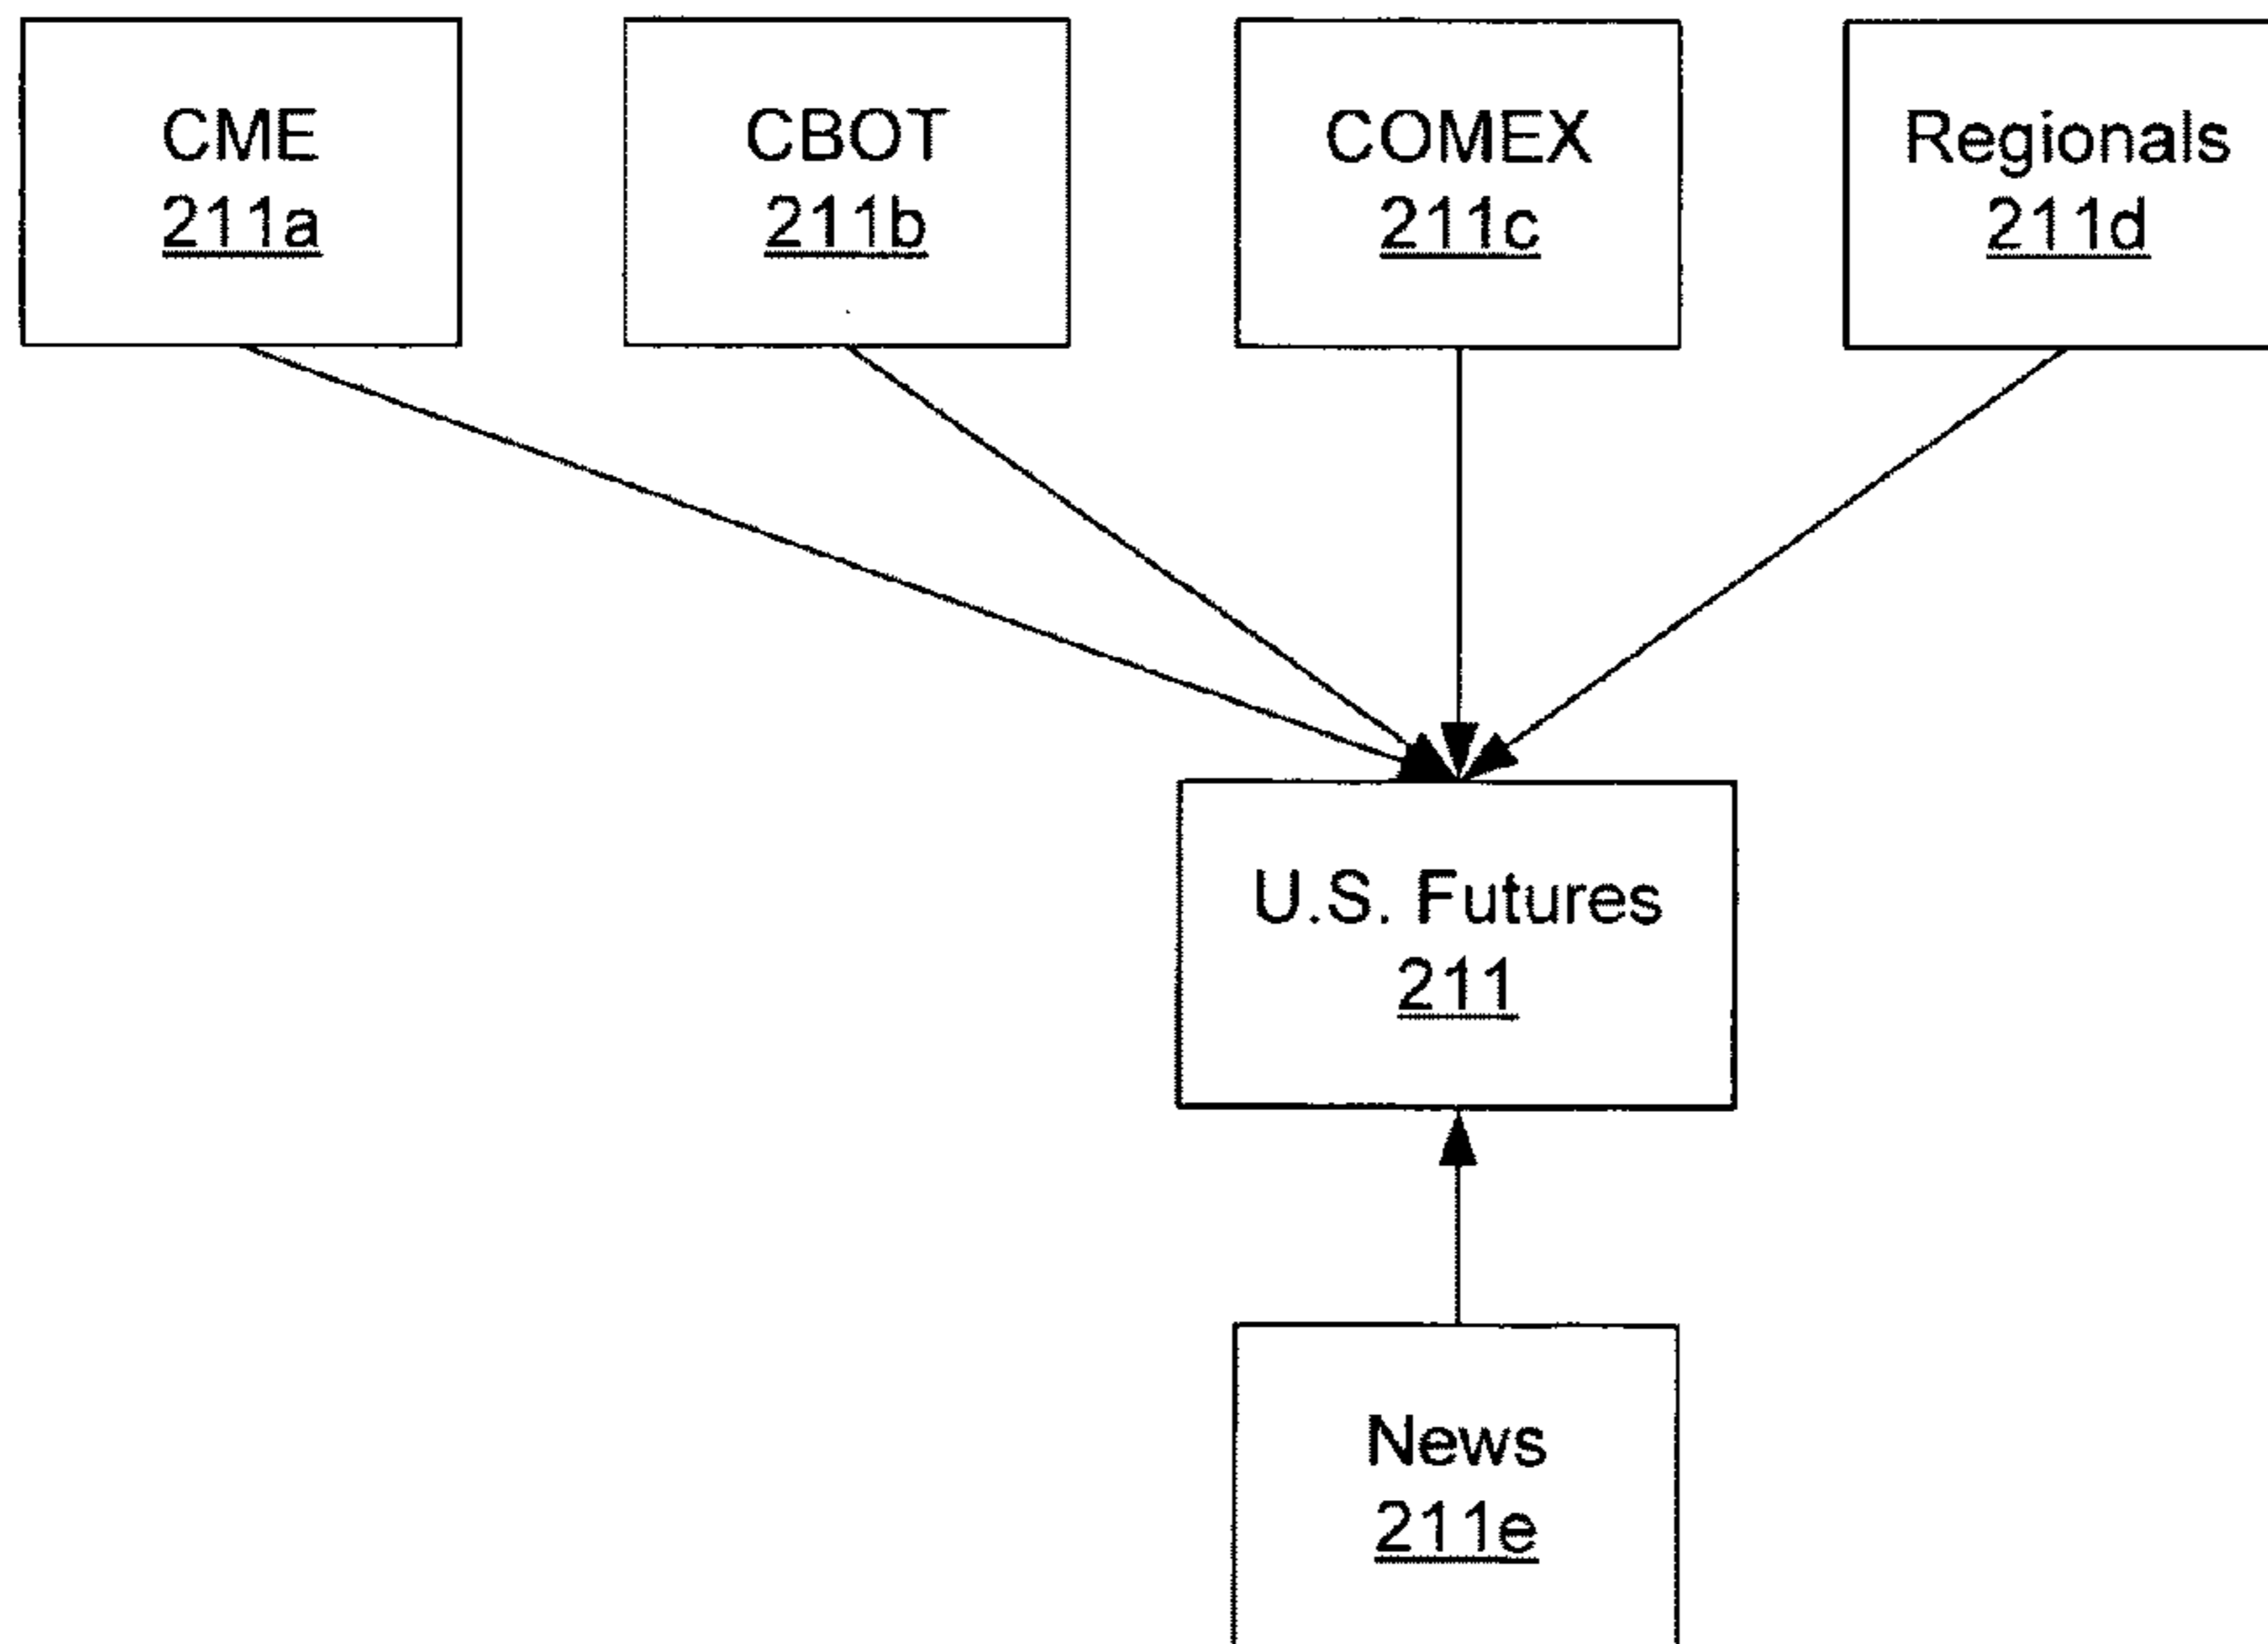 CME
211a
CBOT
211b
COMEX
211c
Regionals
211d
U.S. Futures
211
News
211e